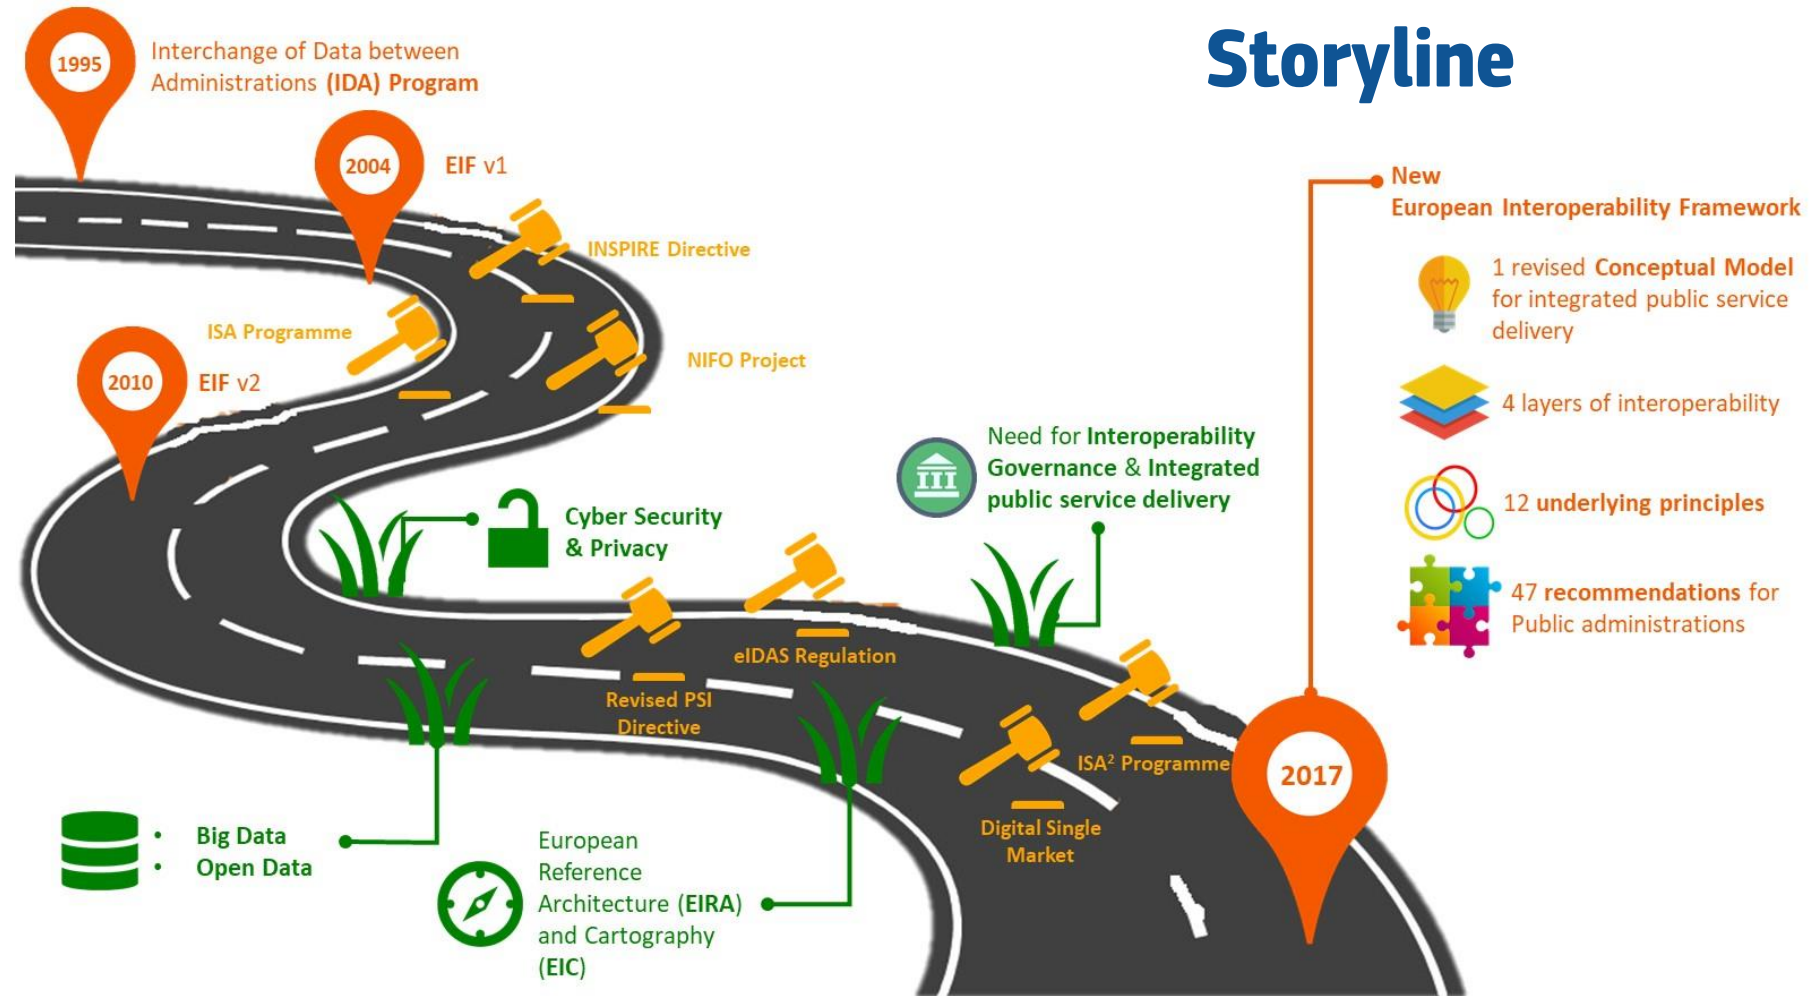 Storyline
1995
Interchange of Data between
Administrations (IDA) Program
2004
EIF v1
INSPIRE Directive
ISA Programme
NIFO Project
2010
EIF v2
Cyber Security
& Privacy
Need for Interoperability
Governance & Integrated
public service delivery
eIDAS Regulation
Revised PSI
Directive
ISA² Programme
Digital Single
Market
• Big Data
• Open Data
European
Reference
Architecture (EIRA)
and Cartography
(EIC)
2017
New
European Interoperability Framework
1 revised Conceptual Model
for integrated public service
delivery
4 layers of interoperability
12 underlying principles
47 recommendations for
Public administrations